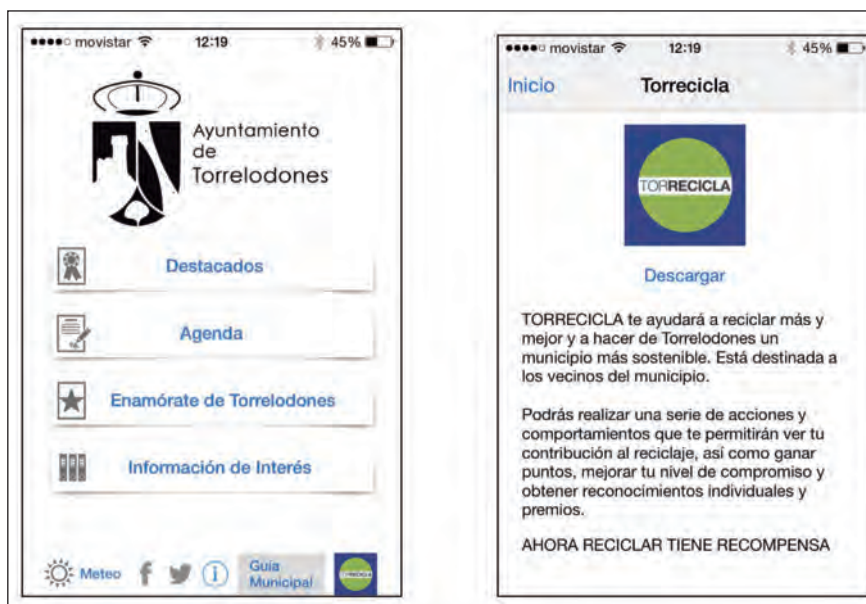 movistar 12:19 45%
Ayuntamiento
de
Torrelodones
Destacados
Agenda
Enamórate de Torrelodones
Información de Interés
Meteo
Guia
Municipal
TORRECICLA
movistar 12:19 45%
Inicio Torrecicla
TORRECICLA
Descargar
TORRECICLA te ayudará a reciclar más y
mejor y a hacer de Torrelodones un
municipio más sostenible. Está destinada a
los vecinos del municipio.
Podrás realizar una serie de acciones y
comportamientos que te permitirán ver tu
contribución al reciclaje, así como ganar
puntos, mejorar tu nivel de compromiso y
obtener reconocimientos individuales y
premios.
AHORA RECICLAR TIENE RECOMPENSA